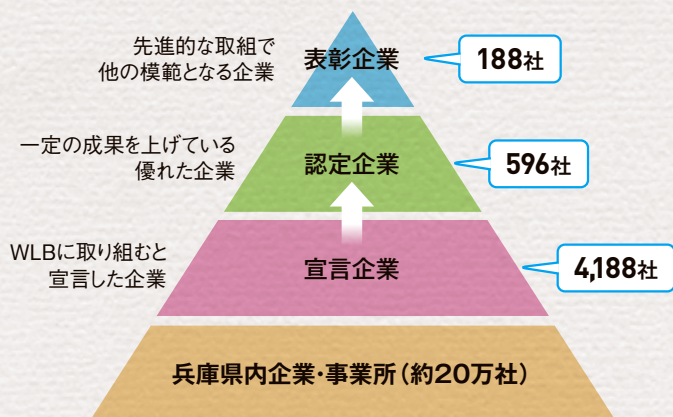 先進的な取組で
他の模範となる企業
表彰企業
188社
一定の成果を上げている
優れた企業
認定企業
596社
WLBに取り組むと
宣言した企業
宣言企業
4,188社
兵庫県内企業・事業所(約20万社)